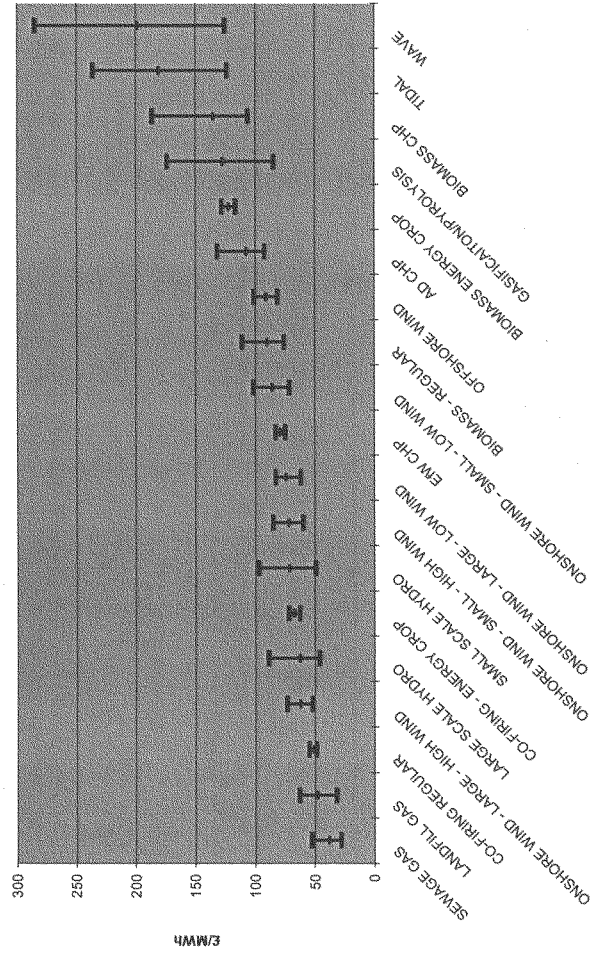 £/MWh
300
250
200
150
100
50
0
SEWAGE GAS
LANDFILL GAS
CO-FIRING REGULAR
ONSHORE WIND - LARGE - HIGH WIND
LARGE SCALE HYDRO
CO-FIRING - ENERGY CROP
SMALL SCALE HYDRO
ONSHORE WIND - SMALL - HIGH WIND
ONSHORE WIND - LARGE - LOW WIND
EfW CHP
ONSHORE WIND - SMALL - LOW WIND
BIOMASS - REGULAR
OFFSHORE WIND
AD CHP
BIOMASS ENERGY CROP
GASIFICAITON/PYROLYSIS
BIOMASS CHP
TIDAL
WAVE